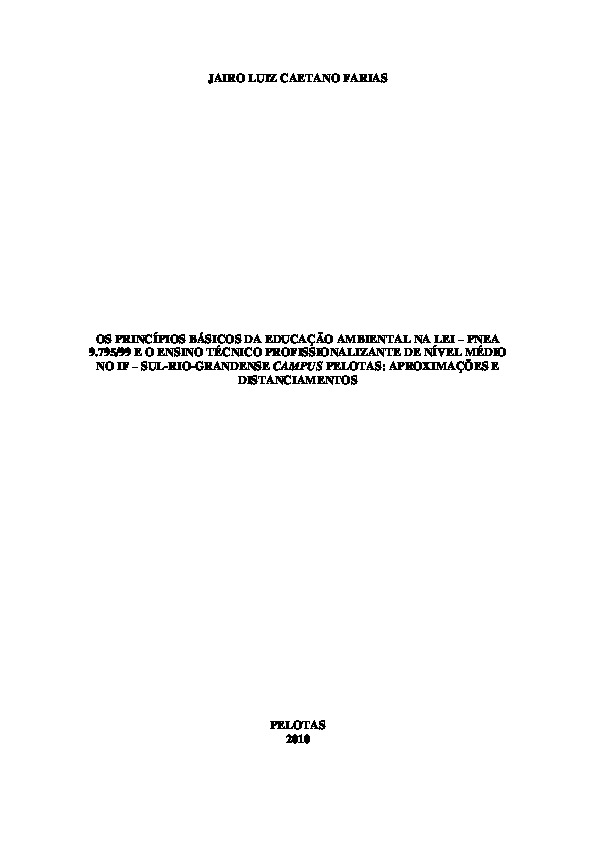 JAIRO LUIZ CAETANO FARIAS
OS PRINCÍPIOS BÁSICOS DA EDUCAÇÃO AMBIENTAL NA LEI – PNEA
9.795/99 E O ENSINO TÉCNICO PROFISSIONALIZANTE DE NÍVEL MÉDIO
NO IF – SUL-RIO-GRANDENSE CAMPUS PELOTAS: APROXIMAÇÕES E
DISTANCIAMENTOS
PELOTAS
2010